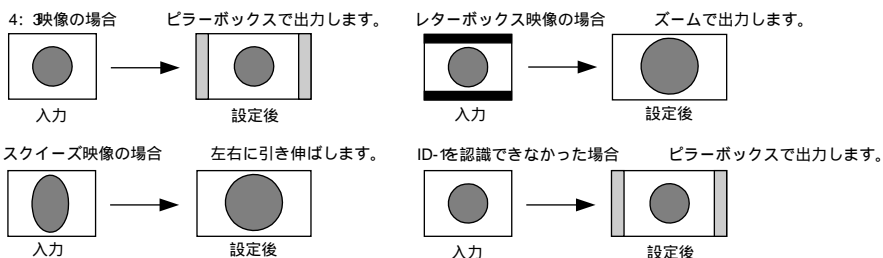 4：3映像の場合　ピラーボックスで出力します。
入力　設定後
レターボックス映像の場合　ズームで出力します。
入力　設定後
スクイーズ映像の場合　左右に引き伸ばします。
入力　設定後
ID-1を認識できなかった場合　ピラーボックスで出力します。
入力　設定後